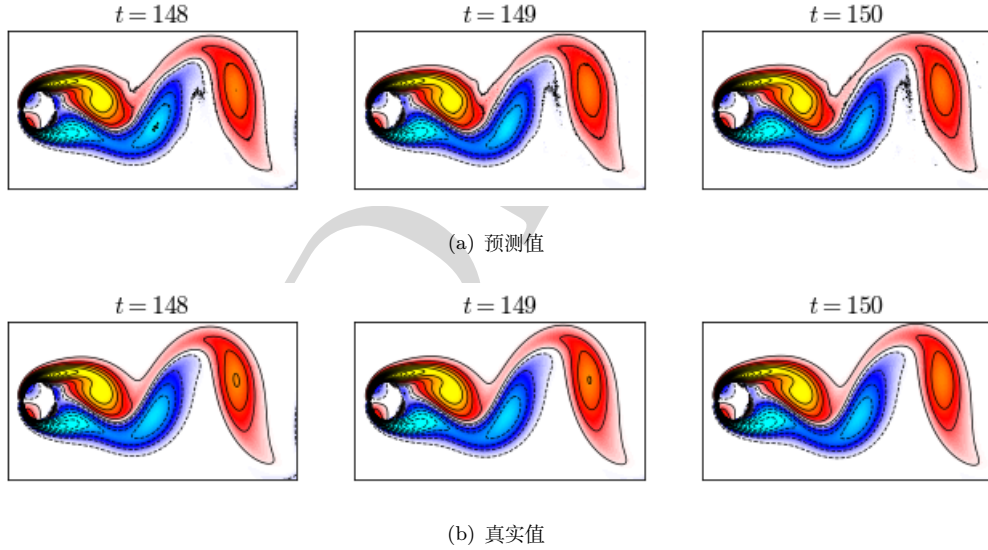 t = 148
t = 149
t = 150
(a) 预测值
t = 148
t = 149
t = 150
(b) 真实值